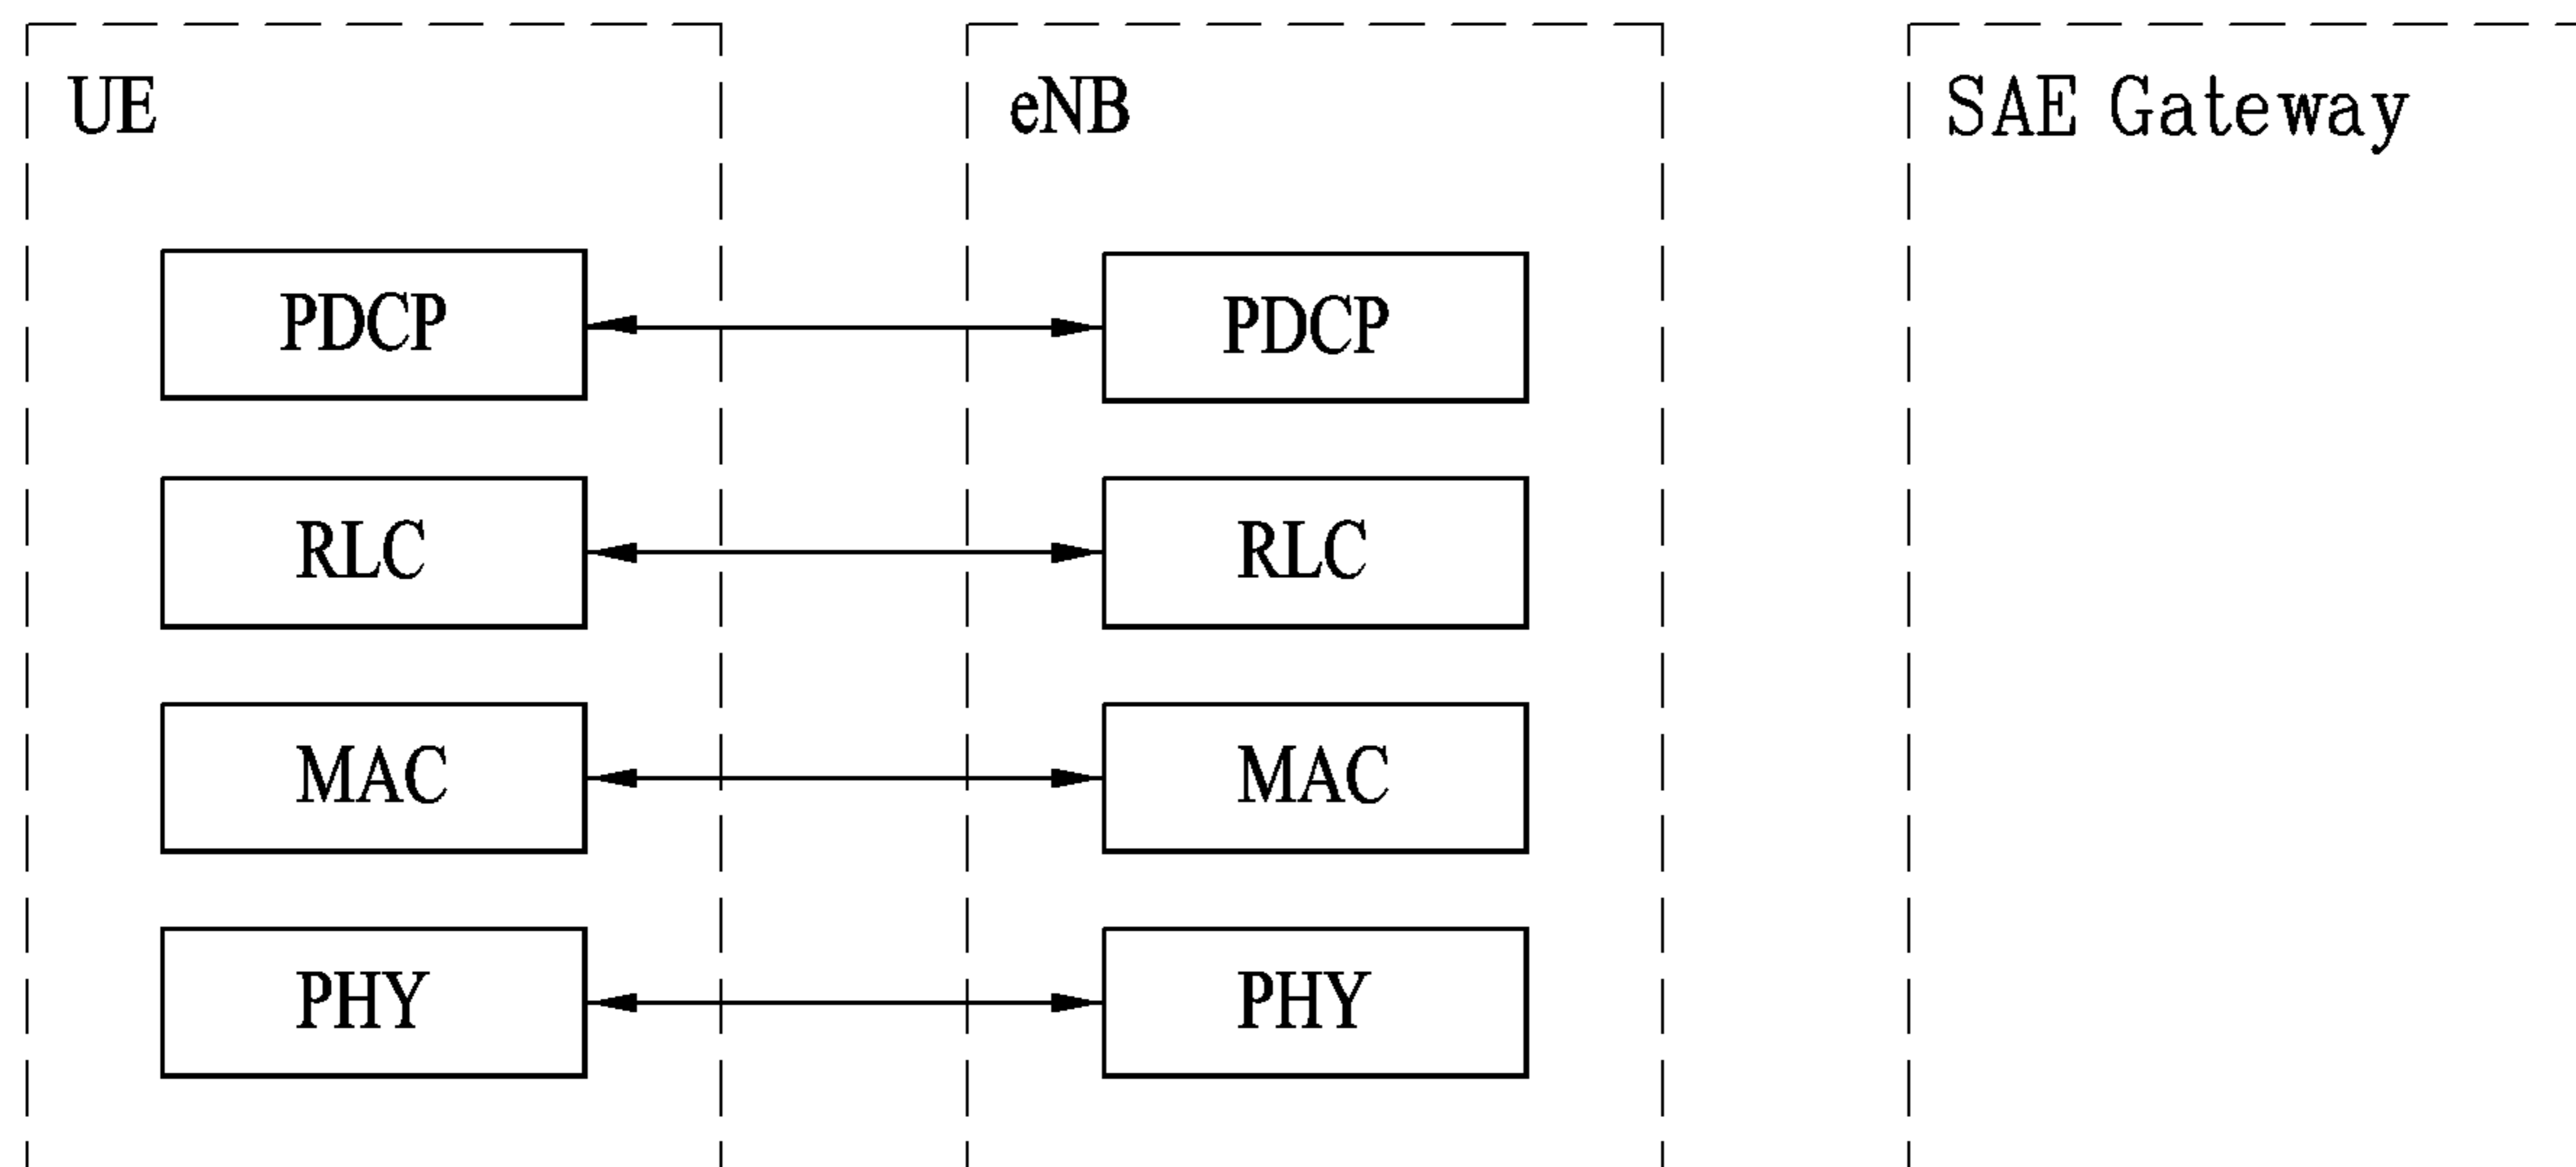 UE
eNB
SAE Gateway
PDCP
PDCP
RLC
RLC
MAC
MAC
PHY
PHY